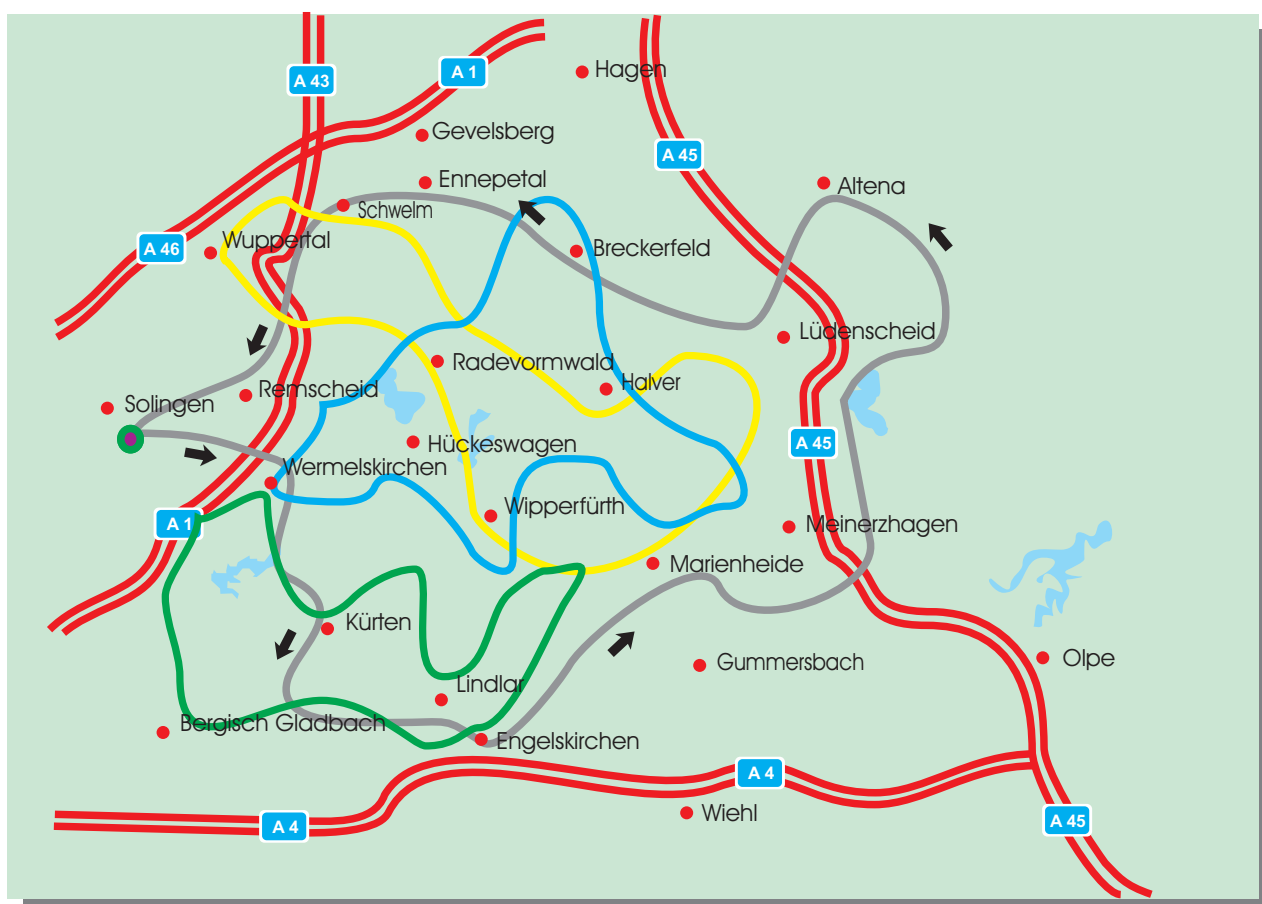 A 43
A 1
Hagen
Gevelsberg
A 45
Ennepetal
Altena
Schwelm
Wuppertal
A 46
Breckerfeld
Lüdenscheid
Radevormwald
Halver
Remscheid
Solingen
Hückeswagen
A 45
Wermelskirchen
Wipperfürth
A 1
Meinerzhagen
Marienheide
Kürten
Gummersbach
Olpe
Lindlar
Bergisch Gladbach
Engelskirchen
A 4
Wiehl
A 4
A 45